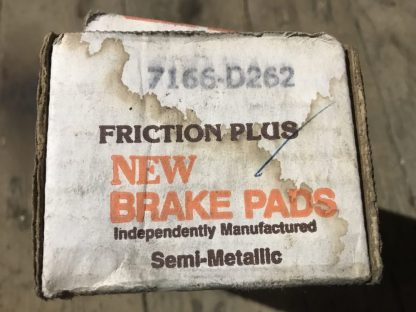 7166-D262
FRICTION PLUS
NEW
BRAKE PADS
Independently Manufactured
Semi-Metallic